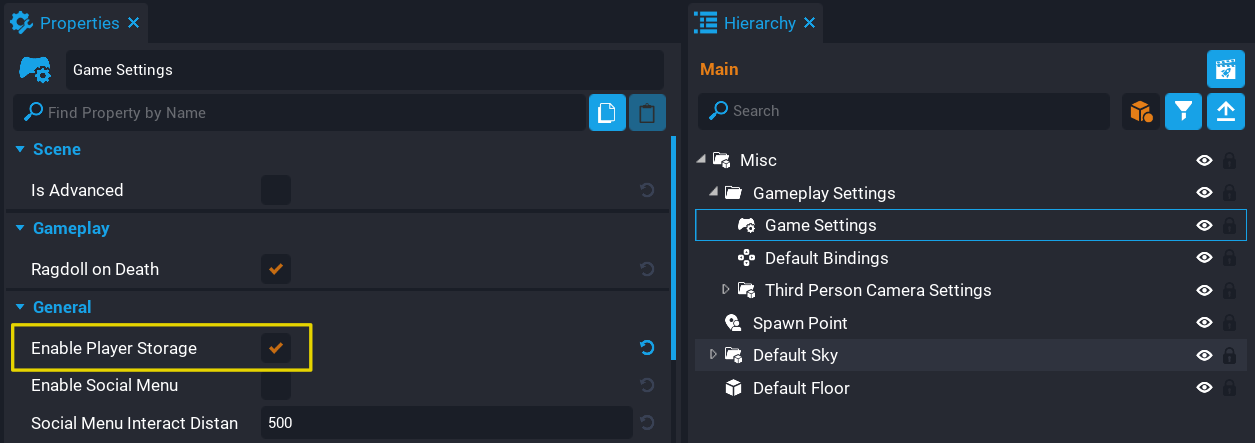 Properties
Game Settings
Find Property by Name
Scene
Is Advanced
Gameplay
Ragdoll on Death
General
Enable Player Storage
Enable Social Menu
Social Menu Interact Distan 500
Hierarchy
Main
Search
Misc
Gameplay Settings
Game Settings
Default Bindings
Third Person Camera Settings
Spawn Point
Default Sky
Default Floor